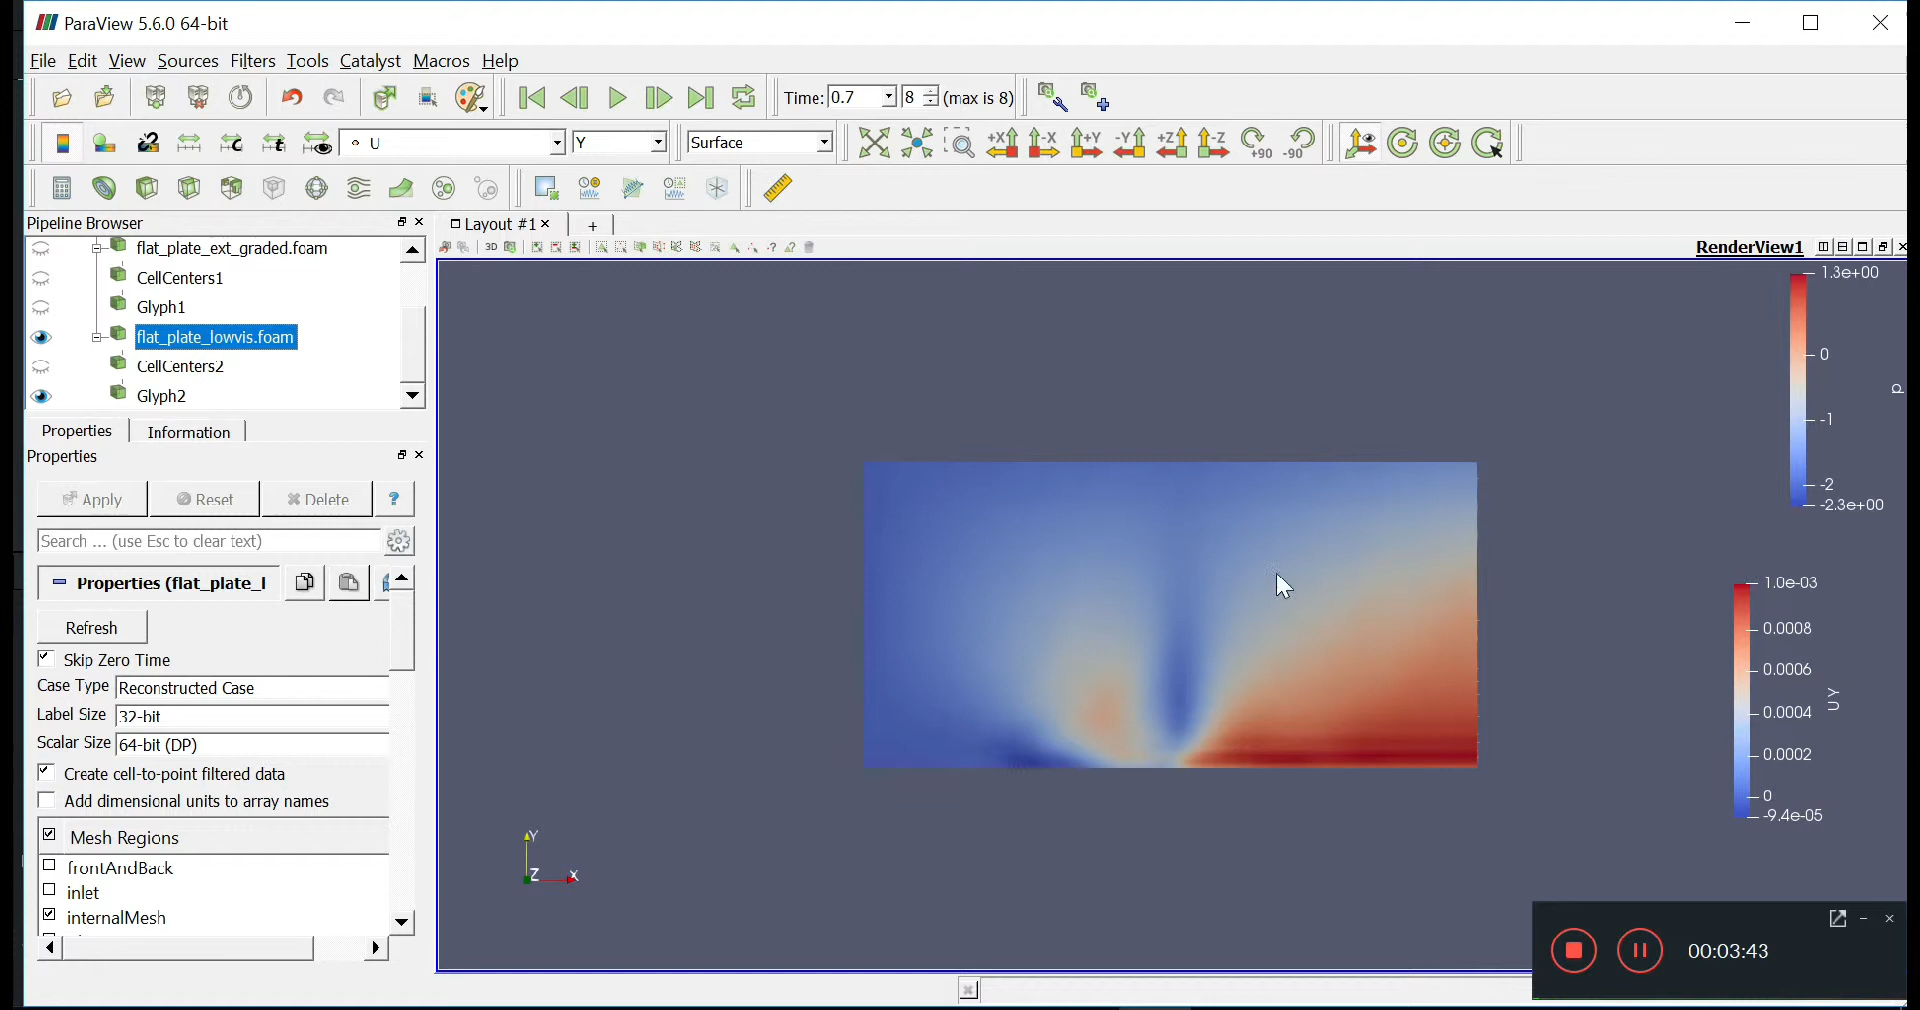 ParaView 5.6.0 64-bit
File Edit View Sources Filters Tools Catalyst Macros Help
Time: 0.7 8 (max is 8)
U Y Surface +X -X +Y -Y +Z -Z +90 -90
Pipeline Browser
Layout #1 +
3D
RenderView1
flat_plate_ext_graded.foam
CellCenters1
Glyph1
flat_plate_lowvis.foam
CellCenters2
Glyph2
Properties Information
Properties
Apply Reset Delete ?
Search ... (use Esc to clear text)
Properties (flat_plate_l
Refresh
Skip Zero Time
Case Type Reconstructed Case
Label Size 32-bit
Scalar Size 64-bit (DP)
Create cell-to-point filtered data
Add dimensional units to array names
Mesh Regions
frontAndBack
inlet
internalMesh
1.3e+00
0
-1
-2
-2.3e+00
p
1.0e-03
0.0008
0.0006
0.0004
0.0002
0
-9.4e-05
U Y
Y
Z X
00:03:43